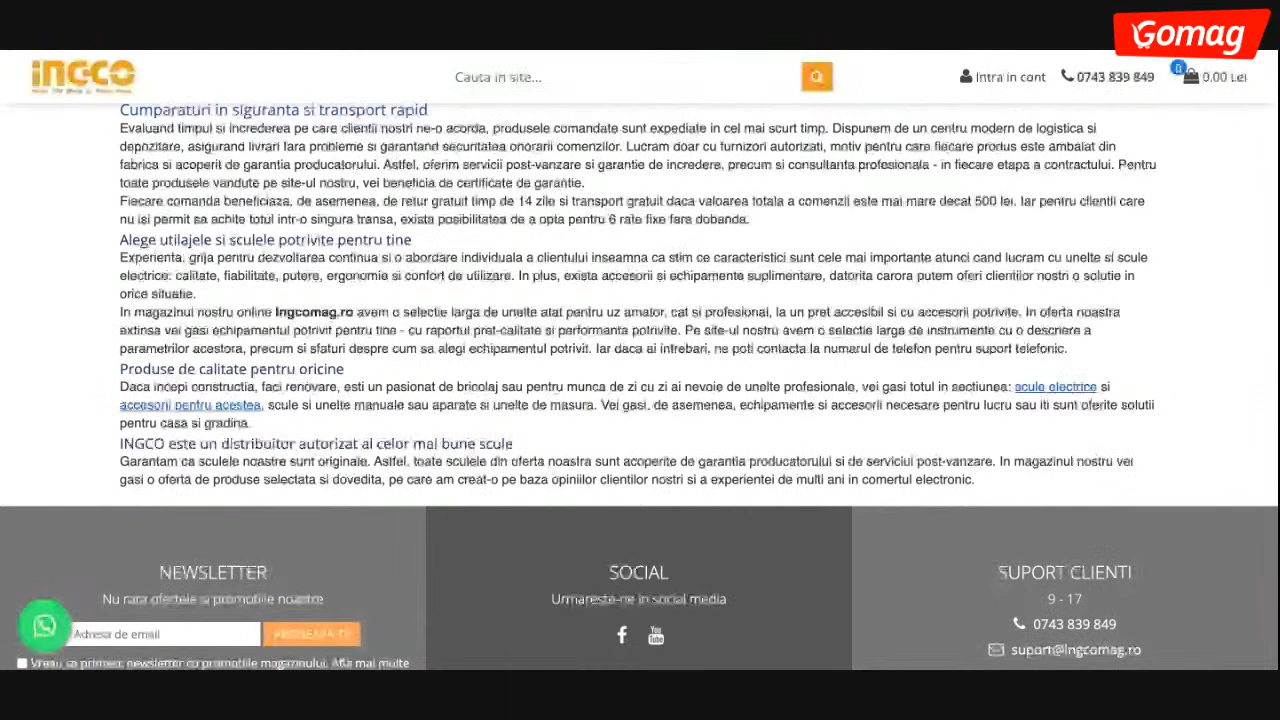 Gomag
INGCO
Cauta in site...
Intra in cont
0743 839 849
0
0,00 Lei
Cumparaturi in siguranta si transport rapid
Evaluand timpul si increderea pe care clientii nostri ne-o acorda, produsele comandate sunt expediate in cel mai scurt timp. Dispunem de un centru modern de logistica si
depozitare, asigurand livrari fara probleme si garantand securitatea onorarii comenzilor. Lucram doar cu furnizori autorizati, motiv pentru care fiecare produs este ambalat din
fabrica si acoperit de garantia producatorului. Astfel, oferim servicii post-vanzare si garantie de incredere, precum si consultanta profesionala - in fiecare etapa a contractului. Pentru
toate produsele vandute pe site-ul nostru, vei beneficia de certificate de garantie.
Fiecare comanda beneficiaza, de asemenea, de retur gratuit timp de 14 zile si transport gratuit daca valoarea totala a comenzii este mai mare decat 500 lei. Iar pentru clientii care
nu isi permit sa achite totul intr-o singura transa, exista posibilitatea de a opta pentru 6 rate fixe fara dobanda.
Alege utilajele si sculele potrivite pentru tine
Experienta, grija pentru dezvoltarea continua si o abordare individuala a clientului inseamna ca stim ce caracteristici sunt cele mai importante atunci cand lucram cu unelte si scule
electrice: calitate, fiabilitate, putere, ergonomie si confort de utilizare. In plus, exista accesorii si echipamente suplimentare, datorita carora putem oferi clientilor nostri o solutie in
orice situatie.
In magazinul nostru online Ingcomag.ro avem o selectie larga de unelte atat pentru uz amator, cat si profesional, la un pret accesibil si cu accesorii potrivite. In oferta noastra
extinsa vei gasi echipamentul potrivit pentru tine - cu raportul pret-calitate si performanta potrivite. Pe site-ul nostru avem o selectie larga de instrumente cu o descriere a
parametrilor acestora, precum si sfaturi despre cum sa alegi echipamentul potrivit. Iar daca ai intrebari, ne poti contacta la numarul de telefon pentru suport telefonic.
Produse de calitate pentru oricine
Daca incepi constructia, faci renovare, esti un pasionat de bricolaj sau pentru munca de zi cu zi ai nevoie de unelte profesionale, vei gasi totul in sectiunea: scule electrice si
accesorii pentru acestea, scule si unelte manuale sau aparate si unelte de masura. Vei gasi, de asemenea, echipamente si accesorii necesare pentru lucru sau iti sunt oferite solutii
pentru casa si gradina.
INGCO este un distribuitor autorizat al celor mai bune scule
Garantam ca sculele noastre sunt originale. Astfel, toate sculele din oferta noastra sunt acoperite de garantia producatorului si de serviciul post-vanzare. In magazinul nostru vei
gasi o oferta de produse selectata si dovedita, pe care am creat-o pe baza opiniilor clientilor nostri si a experientei de multi ani in comertul electronic.
NEWSLETTER
Nu rata ofertele si promotiile noastre
Adresa de email
ABONEAZA-TE
Vreau sa primesc newsletter cu promotiile magazinului. Afla mai multe
SOCIAL
Urmareste-ne in social media
You
Tube
SUPORT CLIENTI
9 - 17
0743 839 849
suport@Ingcomag.ro